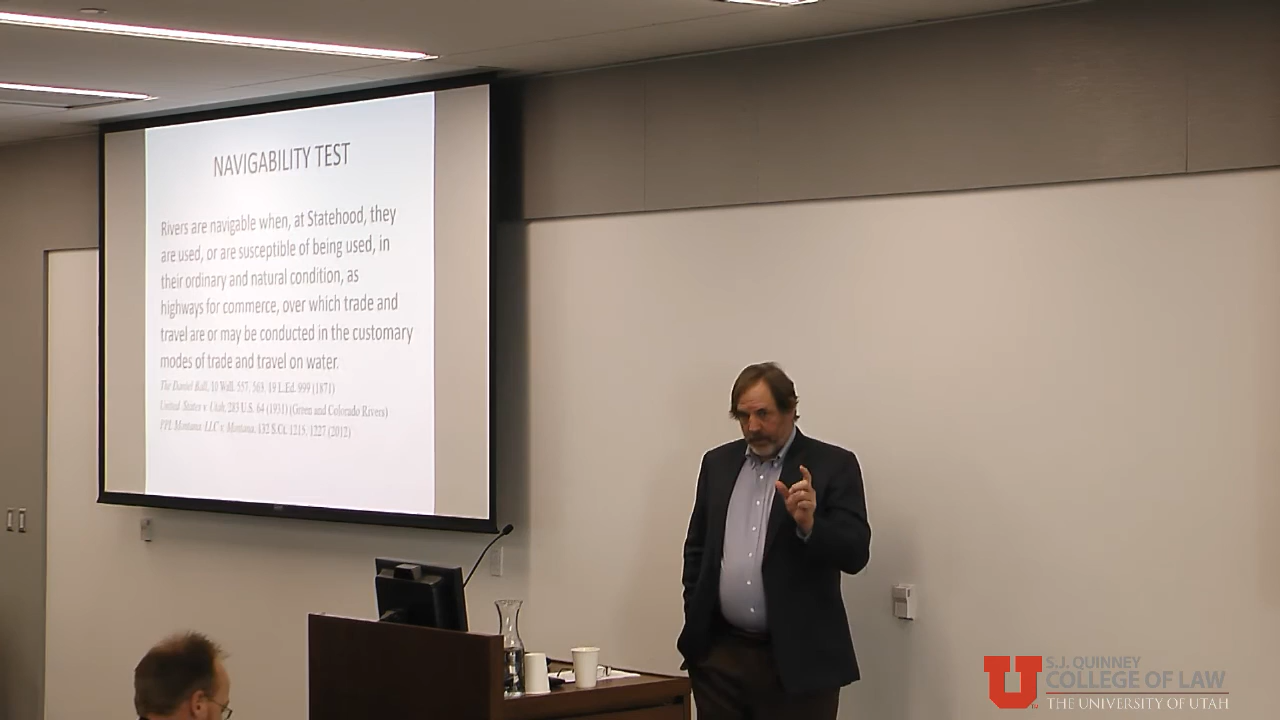 NAVIGABILITY TEST
Rivers are navigable when, at Statehood, they
are used, or are susceptible of being used, in
their ordinary and natural condition, as
highways for commerce, over which trade and
travel are or may be conducted in the customary
modes of trade and travel on water.
The Daniel Ball, 10 Wall. 557, 563, 19 L.Ed. 999 (1871)
United States v. Utah, 283 U.S. 64 (1931) (Green and Colorado Rivers)
PPL Montana, LLC v. Montana, 132 S.Ct. 1215, 1227 (2012)
U
S.J. QUINNEY
COLLEGE OF LAW
THE UNIVERSITY OF UTAH